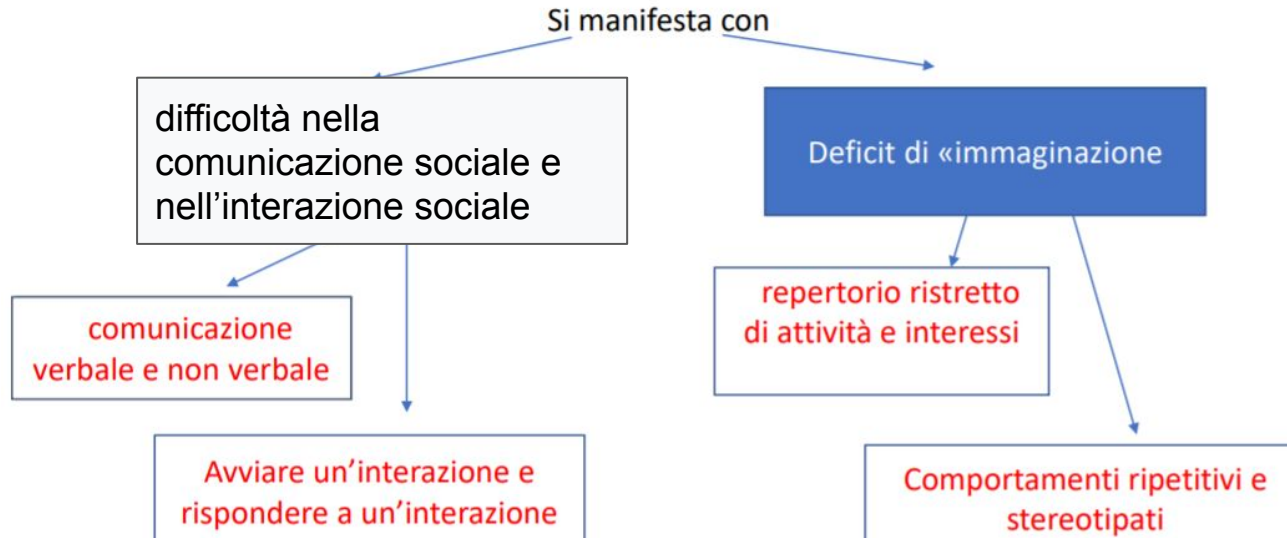 Si manifesta con
difficoltà nella
comunicazione sociale e
nell’interazione sociale
Deficit di «immaginazione
comunicazione
verbale e non verbale
Avviare un’interazione e
rispondere a un’interazione
repertorio ristretto
di attività e interessi
Comportamenti ripetitivi e
stereotipati